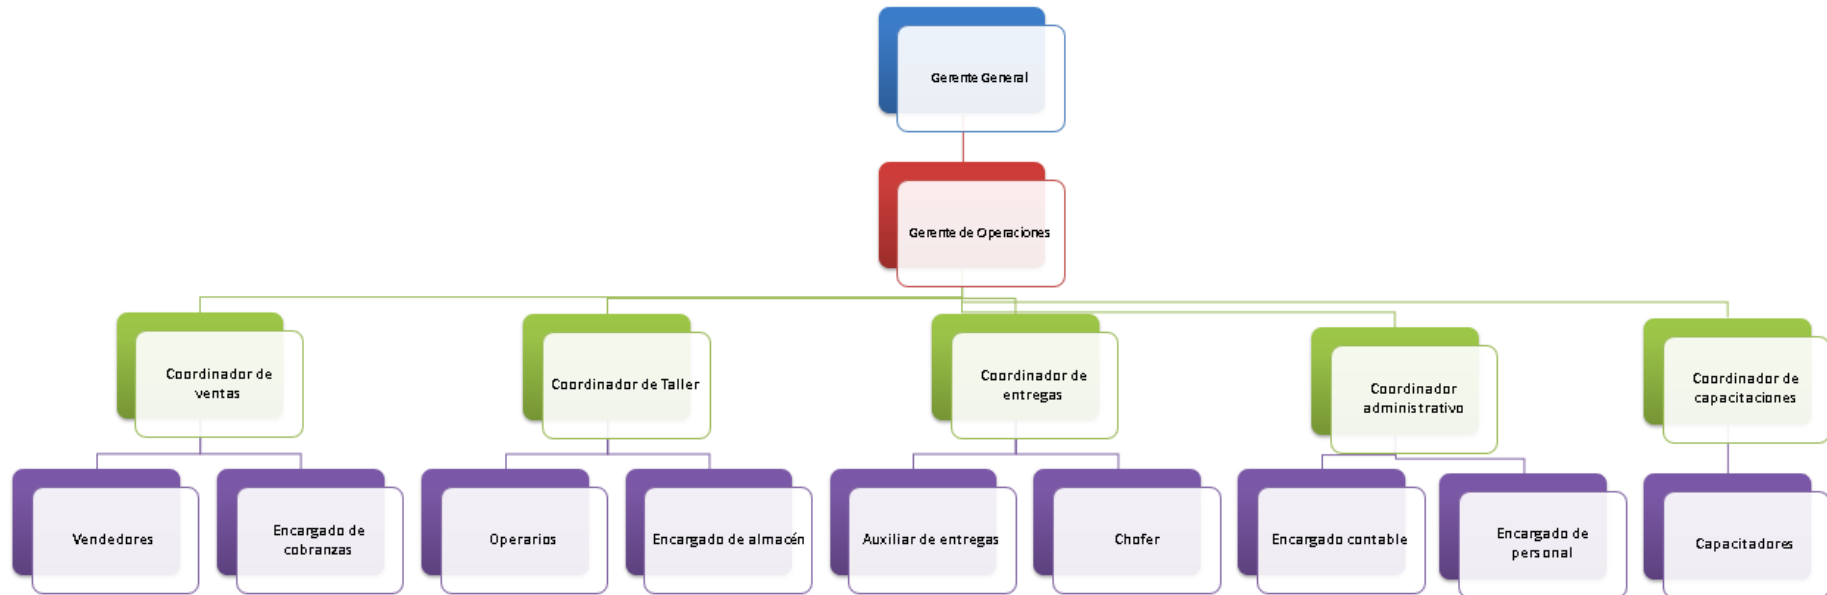 Gerente General
Gerente de Operaciones
Coordinador de
ventas
Coordinador de Taller
Coordinador de
entregas
Coordinador
administrativo
Coordinador de
capacitaciones
Vendedores
Encargado de
cobranzas
Operarios
Encargado de almacén
Auxiliar de entregas
Chofer
Encargado contable
Encargado de
personal
Capacitadores